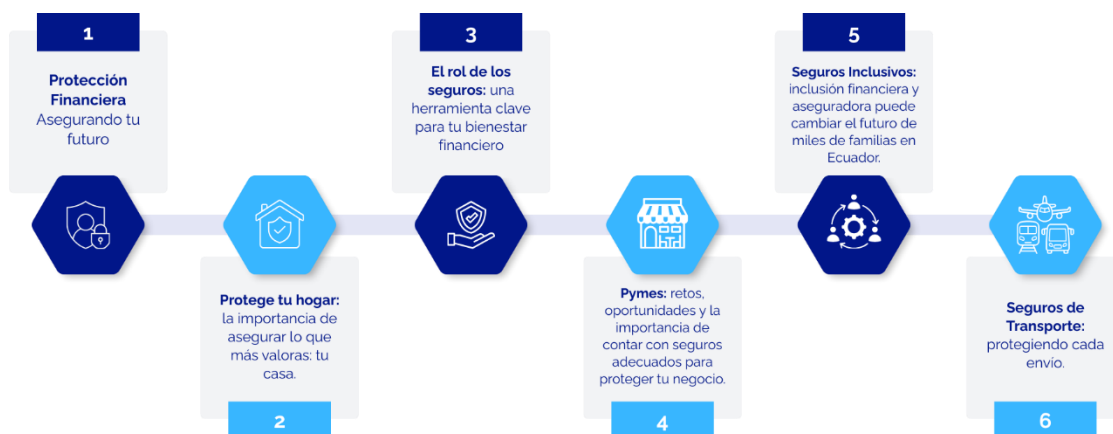 1
Protección
Financiera
Asegurando tu
futuro
2
Protege tu hogar:
la importancia de
asegurar lo que
más valoras: tu
casa.
3
El rol de los
seguros: una
herramienta clave
para tu bienestar
financiero
4
Pymes: retos,
oportunidades y la
importancia de
contar con seguros
adecuados para
proteger tu negocio.
5
Seguros Inclusivos:
inclusión financiera y
aseguradora puede
cambiar el futuro de
miles de familias en
Ecuador.
6
Seguros de
Transporte:
protegiendo cada
envío.